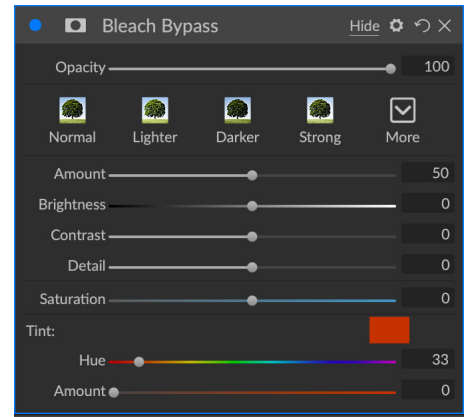 Bleach Bypass Hide
Opacity 100
Normal Lighter Darker Strong More
Amount 50
Brightness 0
Contrast 0
Detail 0
Saturation 0
Tint:
Hue 33
Amount 0